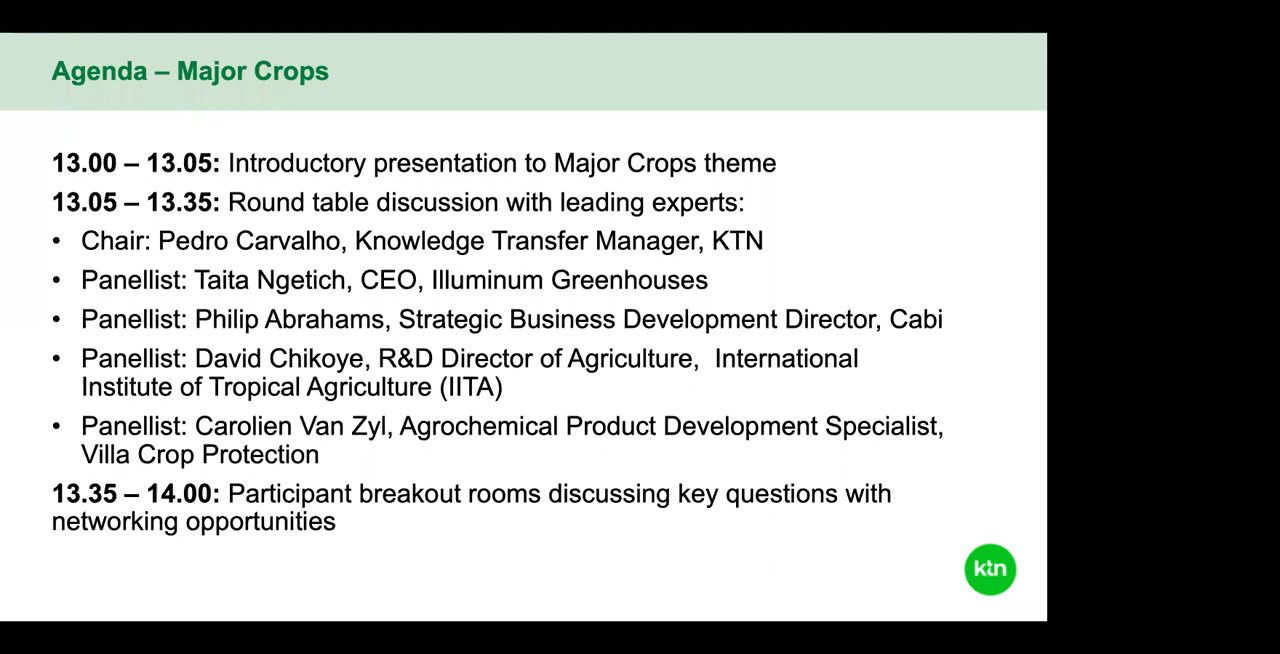 Agenda – Major Crops
13.00 – 13.05: Introductory presentation to Major Crops theme
13.05 – 13.35: Round table discussion with leading experts:
• Chair: Pedro Carvalho, Knowledge Transfer Manager, KTN
• Panellist: Taita Ngetich, CEO, Illuminum Greenhouses
• Panellist: Philip Abrahams, Strategic Business Development Director, Cabi
• Panellist: David Chikoye, R&D Director of Agriculture,  International
Institute of Tropical Agriculture (IITA)
• Panellist: Carolien Van Zyl, Agrochemical Product Development Specialist,
Villa Crop Protection
13.35 – 14.00: Participant breakout rooms discussing key questions with
networking opportunities
ktn